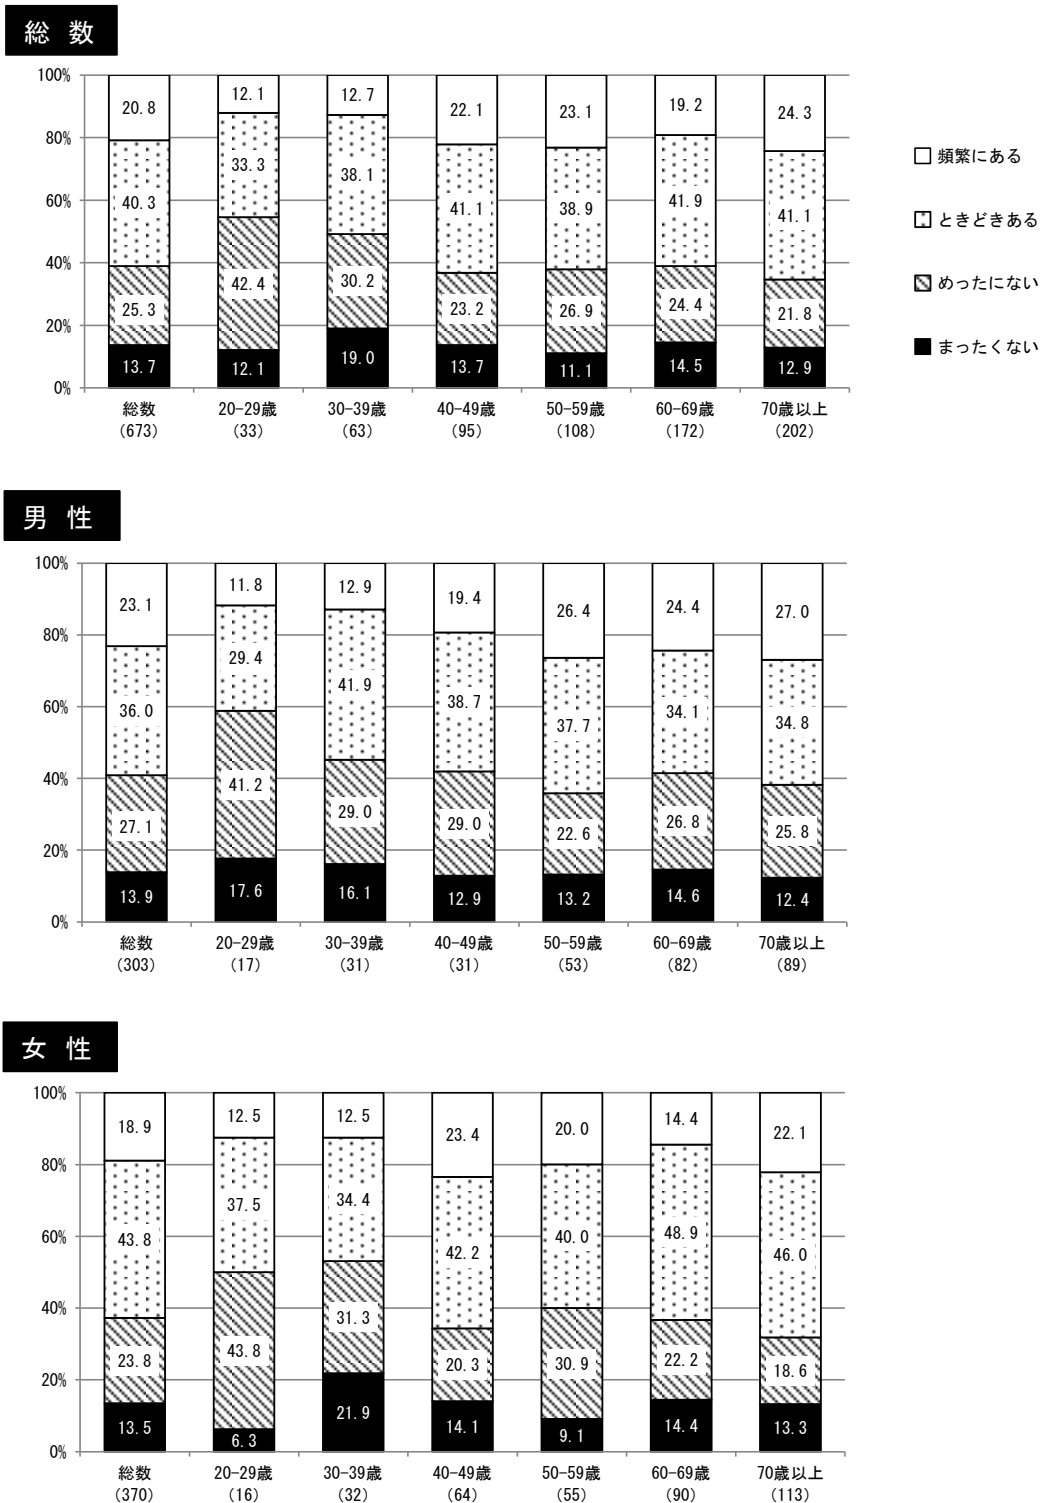 総 数
100%
80%
60%
40%
20%
0%
20.8 12.1 12.7 22.1 23.1 19.2 24.3
40.3 33.3 38.1 41.1 38.9 41.9 41.1
25.3 42.4 30.2 23.2 26.9 24.4 21.8
13.7 12.1 19.0 13.7 11.1 14.5 12.9
総数 20-29歳 30-39歳 40-49歳 50-59歳 60-69歳 70歳以上
(673) (33) (63) (95) (108) (172) (202)
頻繁にある
ときどきある
めったにない
まったくない
男 性
100%
80%
60%
40%
20%
0%
23.1 11.8 12.9 19.4 26.4 24.4 27.0
36.0 29.4 41.9 38.7 37.7 34.1 34.8
27.1 41.2 29.0 29.0 22.6 26.8 25.8
13.9 17.6 16.1 12.9 13.2 14.6 12.4
総数 20-29歳 30-39歳 40-49歳 50-59歳 60-69歳 70歳以上
(303) (17) (31) (31) (53) (82) (89)
女 性
100%
80%
60%
40%
20%
0%
18.9 12.5 12.5 23.4 20.0 14.4 22.1
43.8 37.5 34.4 42.2 40.0 48.9 46.0
23.8 43.8 31.3 20.3 30.9 22.2 18.6
13.5 6.3 21.9 14.1 9.1 14.4 13.3
総数 20-29歳 30-39歳 40-49歳 50-59歳 60-69歳 70歳以上
(370) (16) (32) (64) (55) (90) (113)